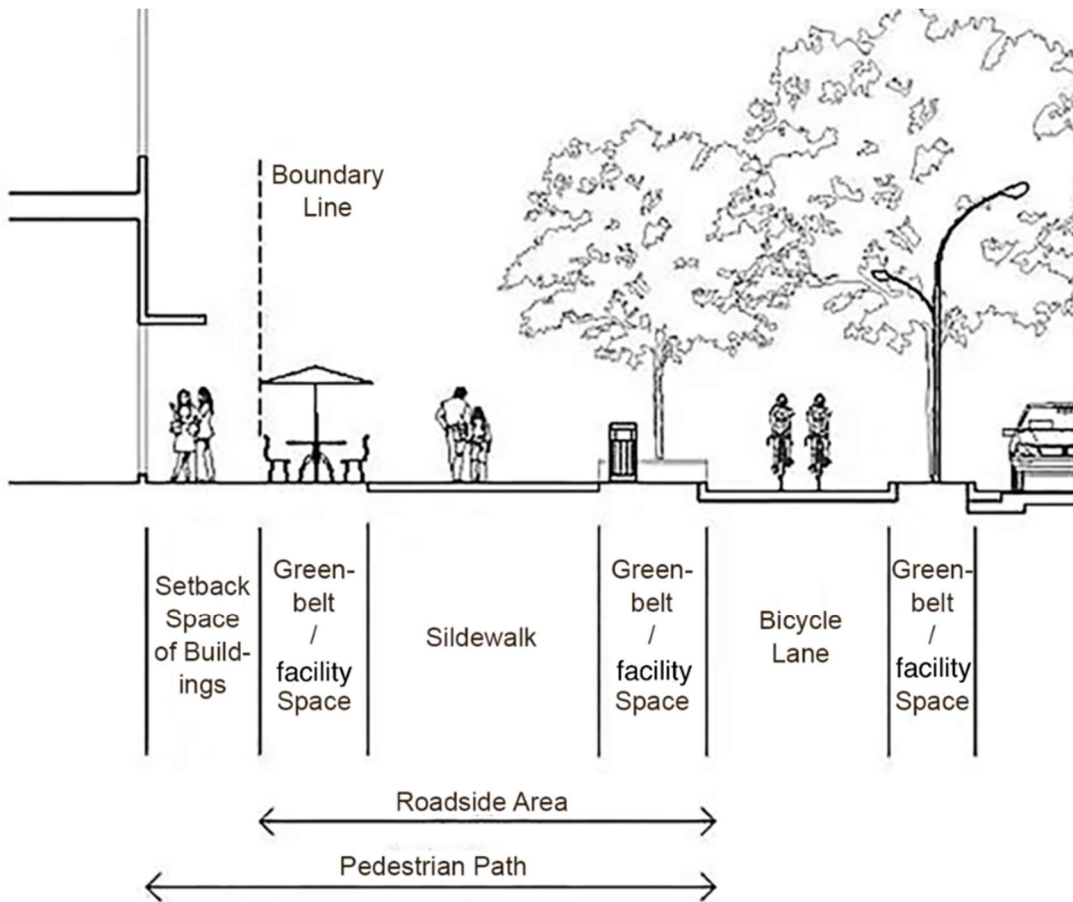 Boundary
Line
Setback
Space
of Build-
ings
Green-
belt
/
facility
Space
Sildewalk
Green-
belt
/
facility
Space
Bicycle
Lane
Green-
belt
/
facility
Space
Roadside Area
Pedestrian Path